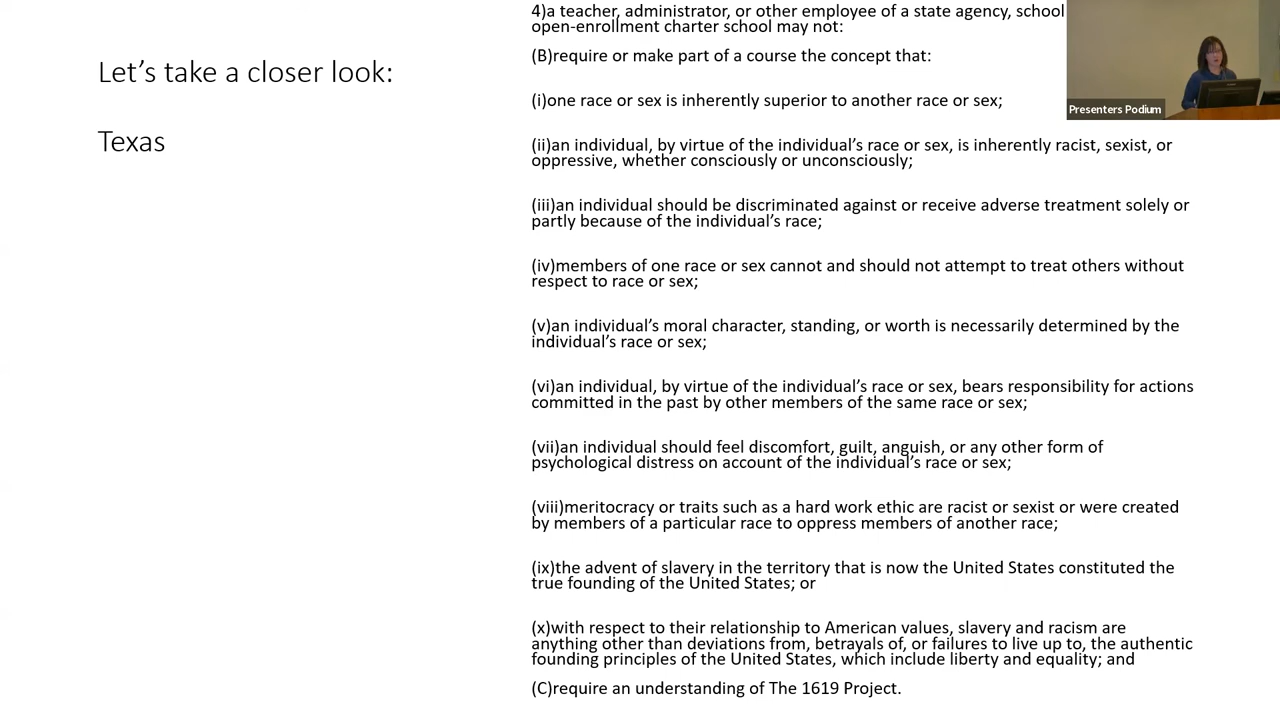 Let's take a closer look:
Texas
4)a teacher, administrator, or other employee of a state agency, school
open-enrollment charter school may not:
(B)require or make part of a course the concept that:
(i)one race or sex is inherently superior to another race or sex;
(ii)an individual, by virtue of the individual's race or sex, is inherently racist, sexist, or
oppressive, whether consciously or unconsciously;
(iii)an individual should be discriminated against or receive adverse treatment solely or
partly because of the individual's race;
(iv)members of one race or sex cannot and should not attempt to treat others without
respect to race or sex;
(v)an individual's moral character, standing, or worth is necessarily determined by the
individual's race or sex;
(vi)an individual, by virtue of the individual's race or sex, bears responsibility for actions
committed in the past by other members of the same race or sex;
(vii)an individual should feel discomfort, guilt, anguish, or any other form of
psychological distress on account of the individual's race or sex;
(viii)meritocracy or traits such as a hard work ethic are racist or sexist or were created
by members of a particular race to oppress members of another race;
(ix)the advent of slavery in the territory that is now the United States constituted the
true founding of the United States; or
(x)with respect to their relationship to American values, slavery and racism are
anything other than deviations from, betrayals of, or failures to live up to, the authentic
founding principles of the United States, which include liberty and equality; and
(C)require an understanding of The 1619 Project.
Presenters Podium